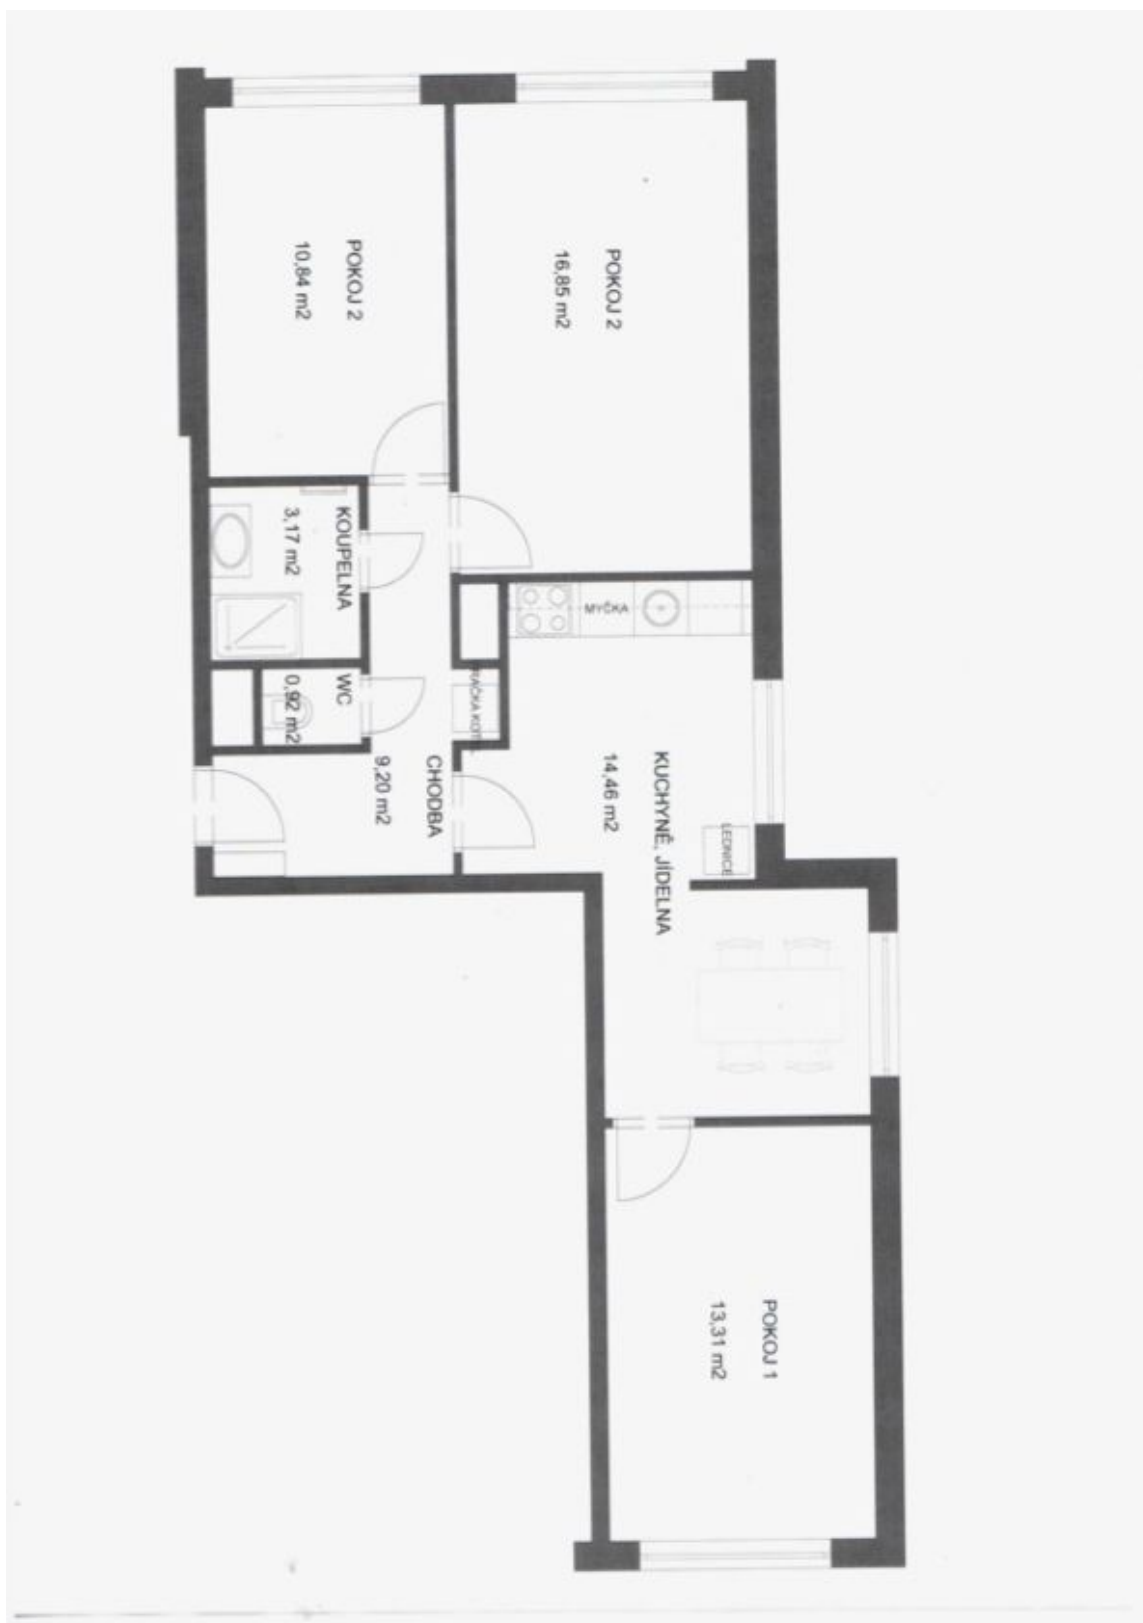 POKOJ 2
10,84 m2
POKOJ 2
16,85 m2
KOUPELNA
3,17 m2
MYČKA
WC
0,92 m2
CHODBA
9,20 m2
KUCHYNĚ, JÍDELNA
14,46 m2
LEDNICE
POKOJ 1
13,31 m2